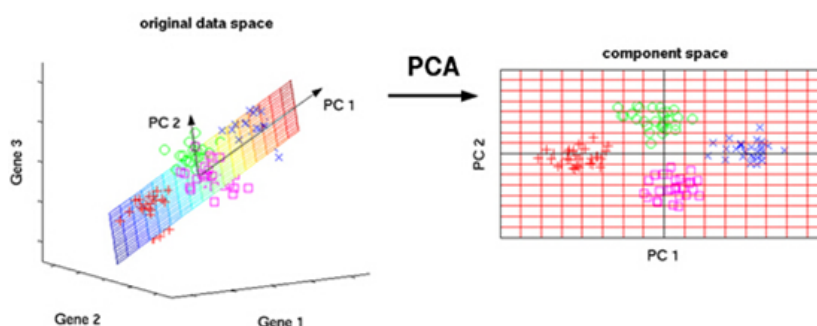 original data space
PCA
component space
PC 1
PC 2
Gene 3
PC 2
Gene 2
Gene 1
PC 1